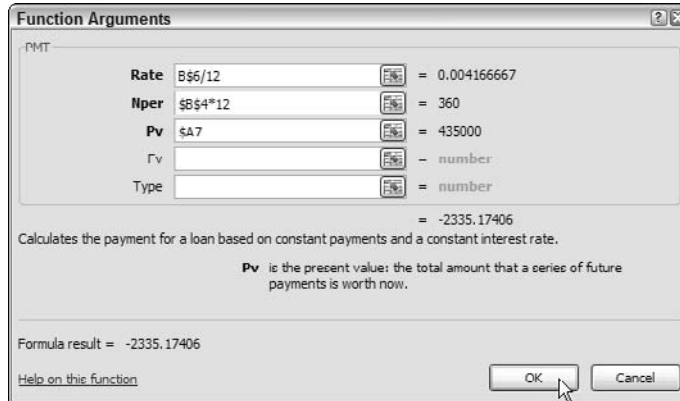 Function Arguments
PMT
Rate B$6/12 = 0.004166667
Nper $B$4*12 = 360
Pv $A7 = 435000
Fv = number
Type = number
= -2335.17406
Calculates the payment for a loan based on constant payments and a constant interest rate.
Pv is the present value: the total amount that a series of future
payments is worth now.
Formula result = -2335.17406
Help on this function
OK
Cancel